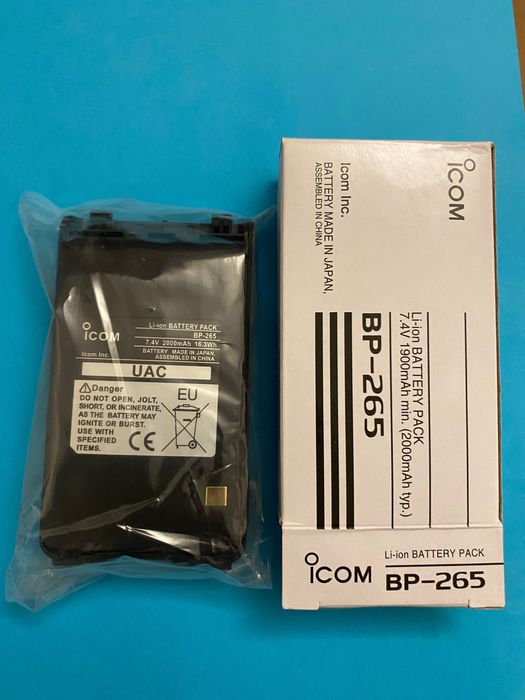 ICOM
Li-ion BATTERY PACK
BP-265
7.4V 2000mAh 16.3Wh
BATTERY MADE IN JAPAN,
ASSEMBLED IN CHINA
Icom Inc.
UAC
⚠Danger
DO NOT OPEN, JOLT,
SHORT, OR INCINERATE,
AS THE BATTERY MAY
IGNITE OR BURST.
USE WITH
SPECIFIED
ITEMS.
EU
CE
ICOM
Icom Inc.
BATTERY MADE IN JAPAN,
ASSEMBLED IN CHINA
Li-ion BATTERY PACK
7.4V 1900mAh min. (2000mAh typ.)
BP-265
ICOM
Li-ion BATTERY PACK
BP-265